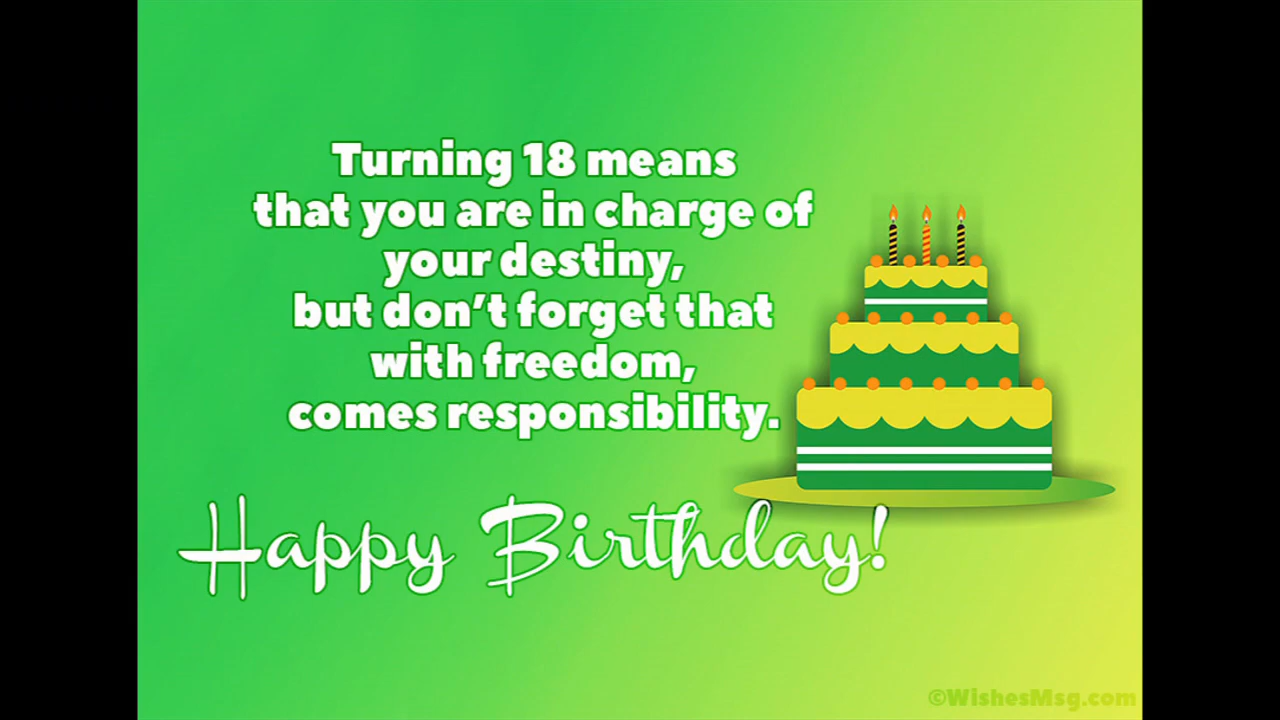 Turning 18 means
that you are in charge of
your destiny,
but don't forget that
with freedom,
comes responsibility.
Happy Birthday!
©WishesMsg.com